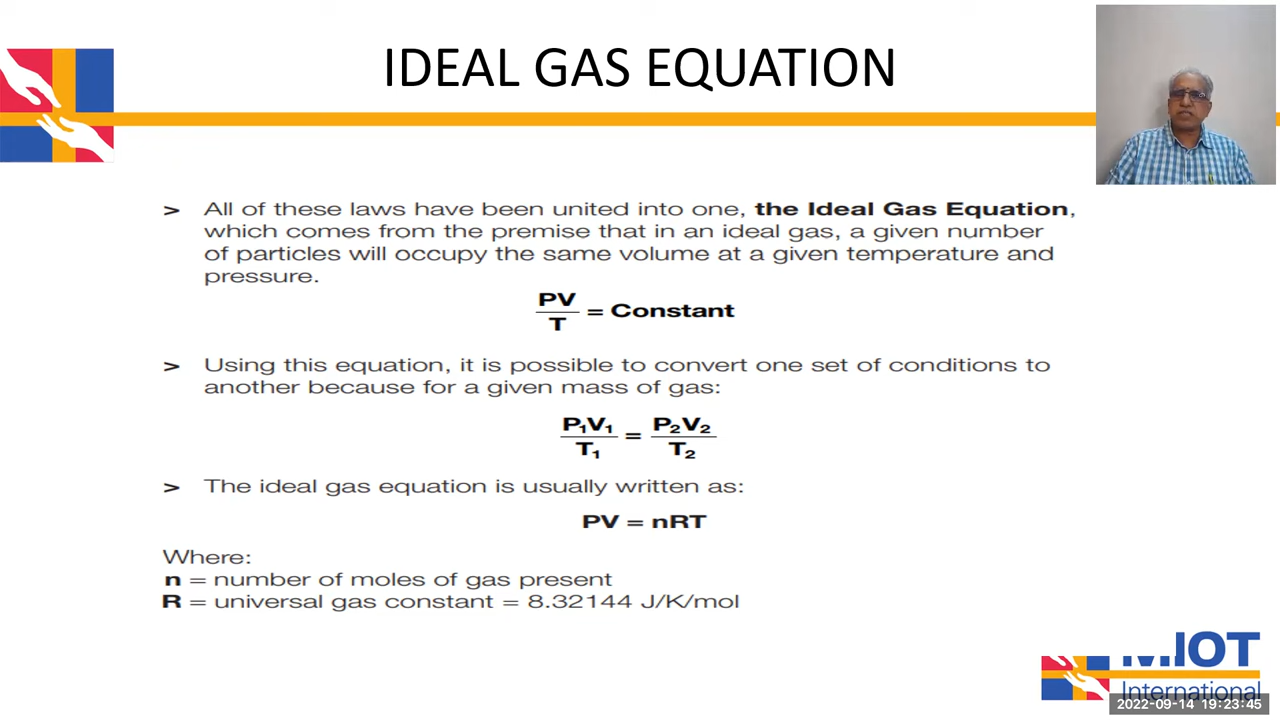 IDEAL GAS EQUATION
> All of these laws have been united into one, the Ideal Gas Equation,
which comes from the premise that in an ideal gas, a given number
of particles will occupy the same volume at a given temperature and
pressure.
PV
T
= Constant
> Using this equation, it is possible to convert one set of conditions to
another because for a given mass of gas:
P₁V₁
T₁
=
P₂V₂
T₂
> The ideal gas equation is usually written as:
PV = nRT
Where:
n = number of moles of gas present
R = universal gas constant = 8.32144 J/K/mol
MIOT
International
2022-09-14 19:23:45